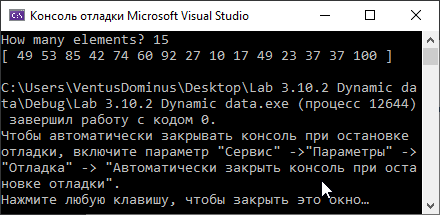 Консоль отладки Microsoft Visual Studio
How many elements? 15
[ 49 53 85 42 74 60 92 27 10 17 49 23 37 37 100 ]
C:\Users\VentusDominus\Desktop\Lab 3.10.2 Dynamic da
ta\Debug\Lab 3.10.2 Dynamic data.exe (процесс 12644)
завершил работу с кодом 0.
Чтобы автоматически закрывать консоль при остановке
отладки, включите параметр "Сервис" ->"Параметры" ->
"Отладка" -> "Автоматически закрыть консоль при оста
новке отладки".
Нажмите любую клавишу, чтобы закрыть это окно…